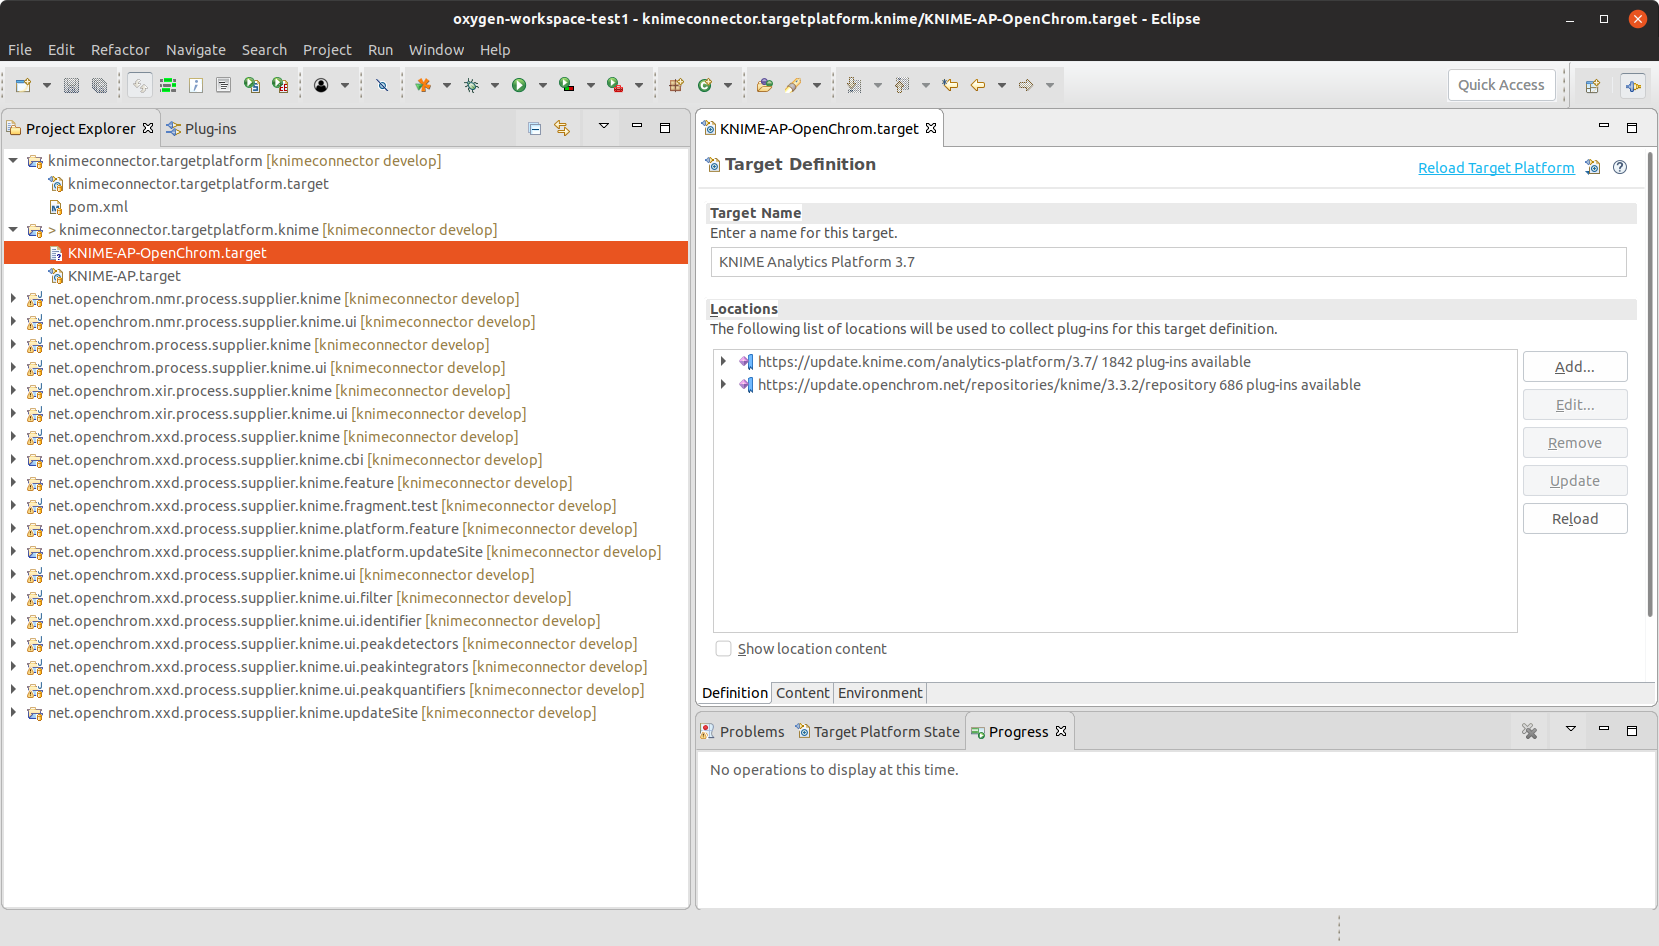 oxygen-workspace-test1 - knimeconnector.targetplatform.knime/KNIME-AP-OpenChrom.target - Eclipse
File Edit Refactor Navigate Search Project Run Window Help
Quick Access
Project Explorer Plug-ins
knimeconnector.targetplatform [knimeconnector develop]
knimeconnector.targetplatform.target
pom.xml
> knimeconnector.targetplatform.knime [knimeconnector develop]
KNIME-AP-OpenChrom.target
KNIME-AP.target
net.openchrom.nmr.process.supplier.knime [knimeconnector develop]
net.openchrom.nmr.process.supplier.knime.ui [knimeconnector develop]
net.openchrom.process.supplier.knime [knimeconnector develop]
net.openchrom.process.supplier.knime.ui [knimeconnector develop]
net.openchrom.xir.process.supplier.knime [knimeconnector develop]
net.openchrom.xir.process.supplier.knime.ui [knimeconnector develop]
net.openchrom.xxd.process.supplier.knime [knimeconnector develop]
net.openchrom.xxd.process.supplier.knime.cbi [knimeconnector develop]
net.openchrom.xxd.process.supplier.knime.feature [knimeconnector develop]
net.openchrom.xxd.process.supplier.knime.fragment.test [knimeconnector develop]
net.openchrom.xxd.process.supplier.knime.platform.feature [knimeconnector develop]
net.openchrom.xxd.process.supplier.knime.platform.updateSite [knimeconnector develop]
net.openchrom.xxd.process.supplier.knime.ui [knimeconnector develop]
net.openchrom.xxd.process.supplier.knime.ui.filter [knimeconnector develop]
net.openchrom.xxd.process.supplier.knime.ui.identifier [knimeconnector develop]
net.openchrom.xxd.process.supplier.knime.ui.peakdetectors [knimeconnector develop]
net.openchrom.xxd.process.supplier.knime.ui.peakintegrators [knimeconnector develop]
net.openchrom.xxd.process.supplier.knime.ui.peakquantifiers [knimeconnector develop]
net.openchrom.xxd.process.supplier.knime.updateSite [knimeconnector develop]
KNIME-AP-OpenChrom.target
Target Definition
Reload Target Platform
Target Name
Enter a name for this target.
KNIME Analytics Platform 3.7
Locations
The following list of locations will be used to collect plug-ins for this target definition.
https://update.knime.com/analytics-platform/3.7/ 1842 plug-ins available
https://update.openchrom.net/repositories/knime/3.3.2/repository 686 plug-ins available
Add...
Edit...
Remove
Update
Reload
Show location content
Definition Content Environment
Problems Target Platform State Progress
No operations to display at this time.